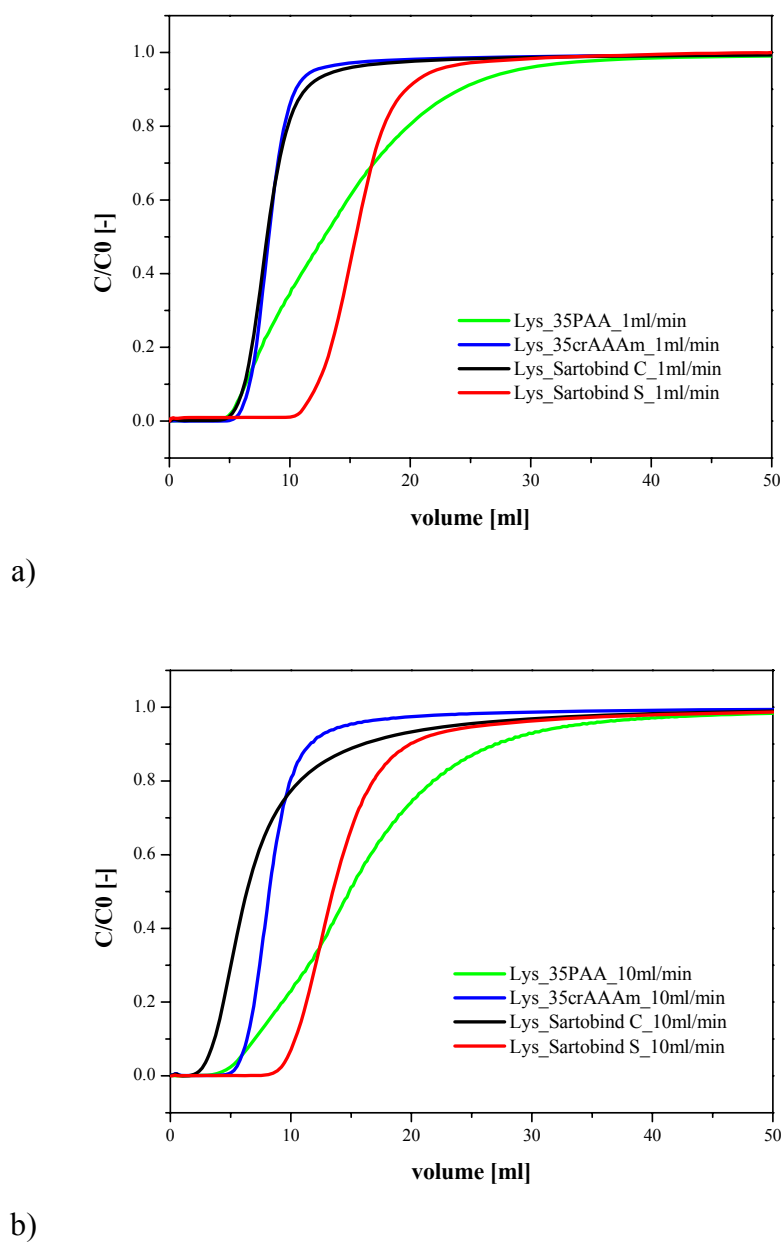 1.0
0.8
0.6
0.4
0.2
0.0
C/C0 [-]
Lys_35PAA_1ml/min
Lys_35crAAAm_1ml/min
Lys_Sartobind C_1ml/min
Lys_Sartobind S_1ml/min
0 10 20 30 40 50
volume [ml]
a)
1.0
0.8
0.6
0.4
0.2
0.0
C/C0 [-]
Lys_35PAA_10ml/min
Lys_35crAAAm_10ml/min
Lys_Sartobind C_10ml/min
Lys_Sartobind S_10ml/min
0 10 20 30 40 50
volume [ml]
b)